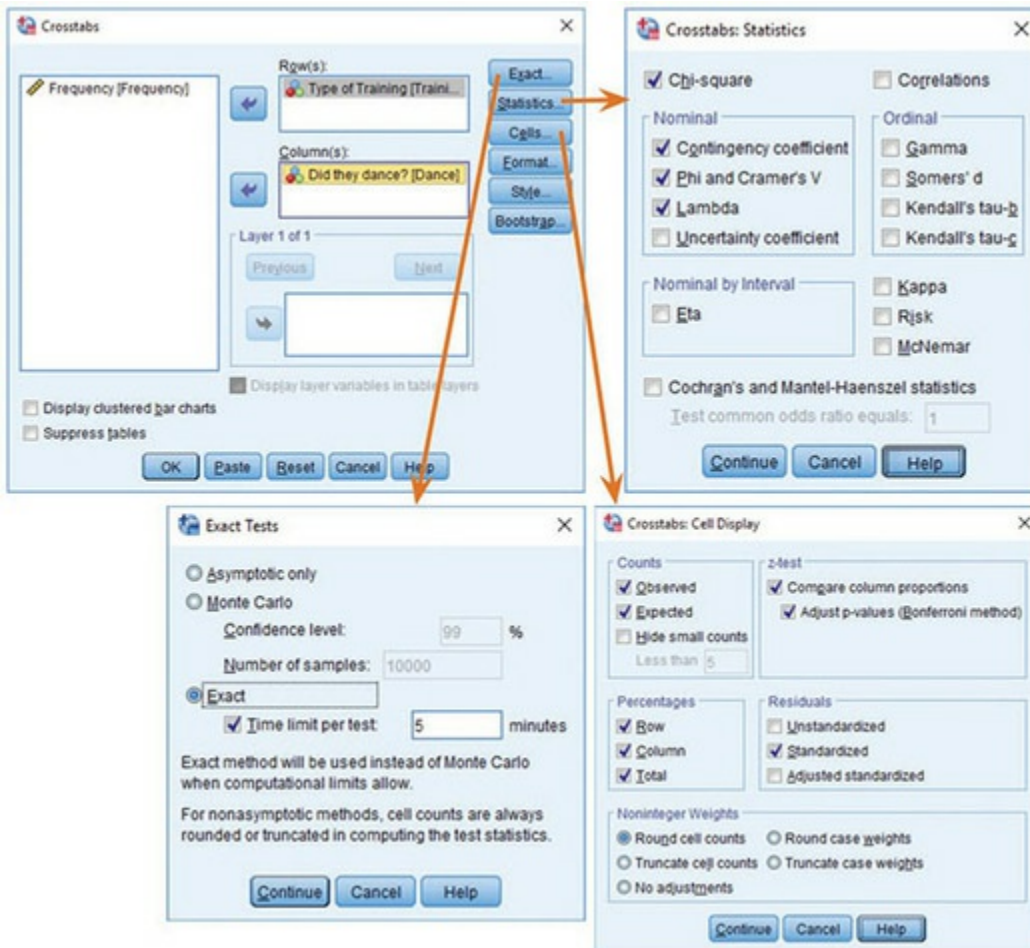 Crosstabs
Frequency [Frequency]
Row(s):
Type of Training [Traini...
Column(s):
Did they dance? [Dance]
Layer 1 of 1
Previous
Next
Display layer variables in table layers
Display clustered bar charts
Suppress tables
OK
Paste
Reset
Cancel
Help
Exact...
Statistics...
Cells...
Format...
Style...
Bootstrap...
Crosstabs: Statistics
Chi-square
Correlations
Nominal
Contingency coefficient
Phi and Cramer's V
Lambda
Uncertainty coefficient
Ordinal
Gamma
Somers' d
Kendall's tau-b
Kendall's tau-c
Nominal by Interval
Eta
Kappa
Risk
McNemar
Cochran's and Mantel-Haenszel statistics
Test common odds ratio equals: 1
Continue
Cancel
Help
Exact Tests
Asymptotic only
Monte Carlo
Confidence level: 99 %
Number of samples: 10000
Exact
Time limit per test: 5 minutes
Exact method will be used instead of Monte Carlo
when computational limits allow.
For nonasymptotic methods, cell counts are always
rounded or truncated in computing the test statistics.
Continue
Cancel
Help
Crosstabs: Cell Display
Counts
Observed
Expected
Hide small counts
Less than 5
z-test
Compare column proportions
Adjust p-values (Bonferroni method)
Percentages
Row
Column
Total
Residuals
Unstandardized
Standardized
Adjusted standardized
Noninteger Weights
Round cell counts
Round case weights
Truncate cell counts
Truncate case weights
No adjustments
Continue
Cancel
Help